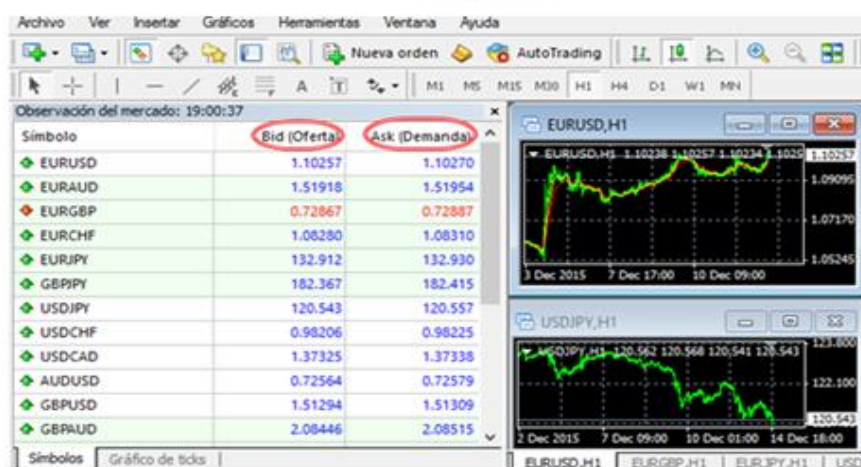 Archivo Ver Insertar Gráficos Herramientas Ventana Ayuda
Nueva orden AutoTrading
A T M1 M5 M15 M30 H1 H4 D1 W1 MN
Observación del mercado: 19:00:37
Símbolo Bid (Oferta) Ask (Demanda)
EURUSD 1.10257 1.10270
EURAUD 1.51918 1.51954
EURGBP 0.72867 0.72887
EURCHF 1.08280 1.08310
EURJPY 132.912 132.930
GBPJPY 182.367 182.415
USDJPY 120.543 120.557
USDCHF 0.98206 0.98225
USDCAD 1.37325 1.37338
AUDUSD 0.72564 0.72579
GBPUSD 1.51294 1.51309
GBPAUD 2.08446 2.08515
Símbolos Gráfico de ticks
EURUSD,H1
EURUSD,H1 1.10238 1.10257 1.10234 1.1025
1.10257
1.09095
1.07170
1.05245
3 Dec 2015 7 Dec 17:00 10 Dec 09:00
USDJPY,H1
USDJPY,H1 120.562 120.568 120.541 120.543
123.800
122.100
120.543
2 Dec 2015 7 Dec 09:00 10 Dec 01:00 14 Dec 18:00
EURUSD,H1 EURGBP,H1 EURJPY,H1 USD